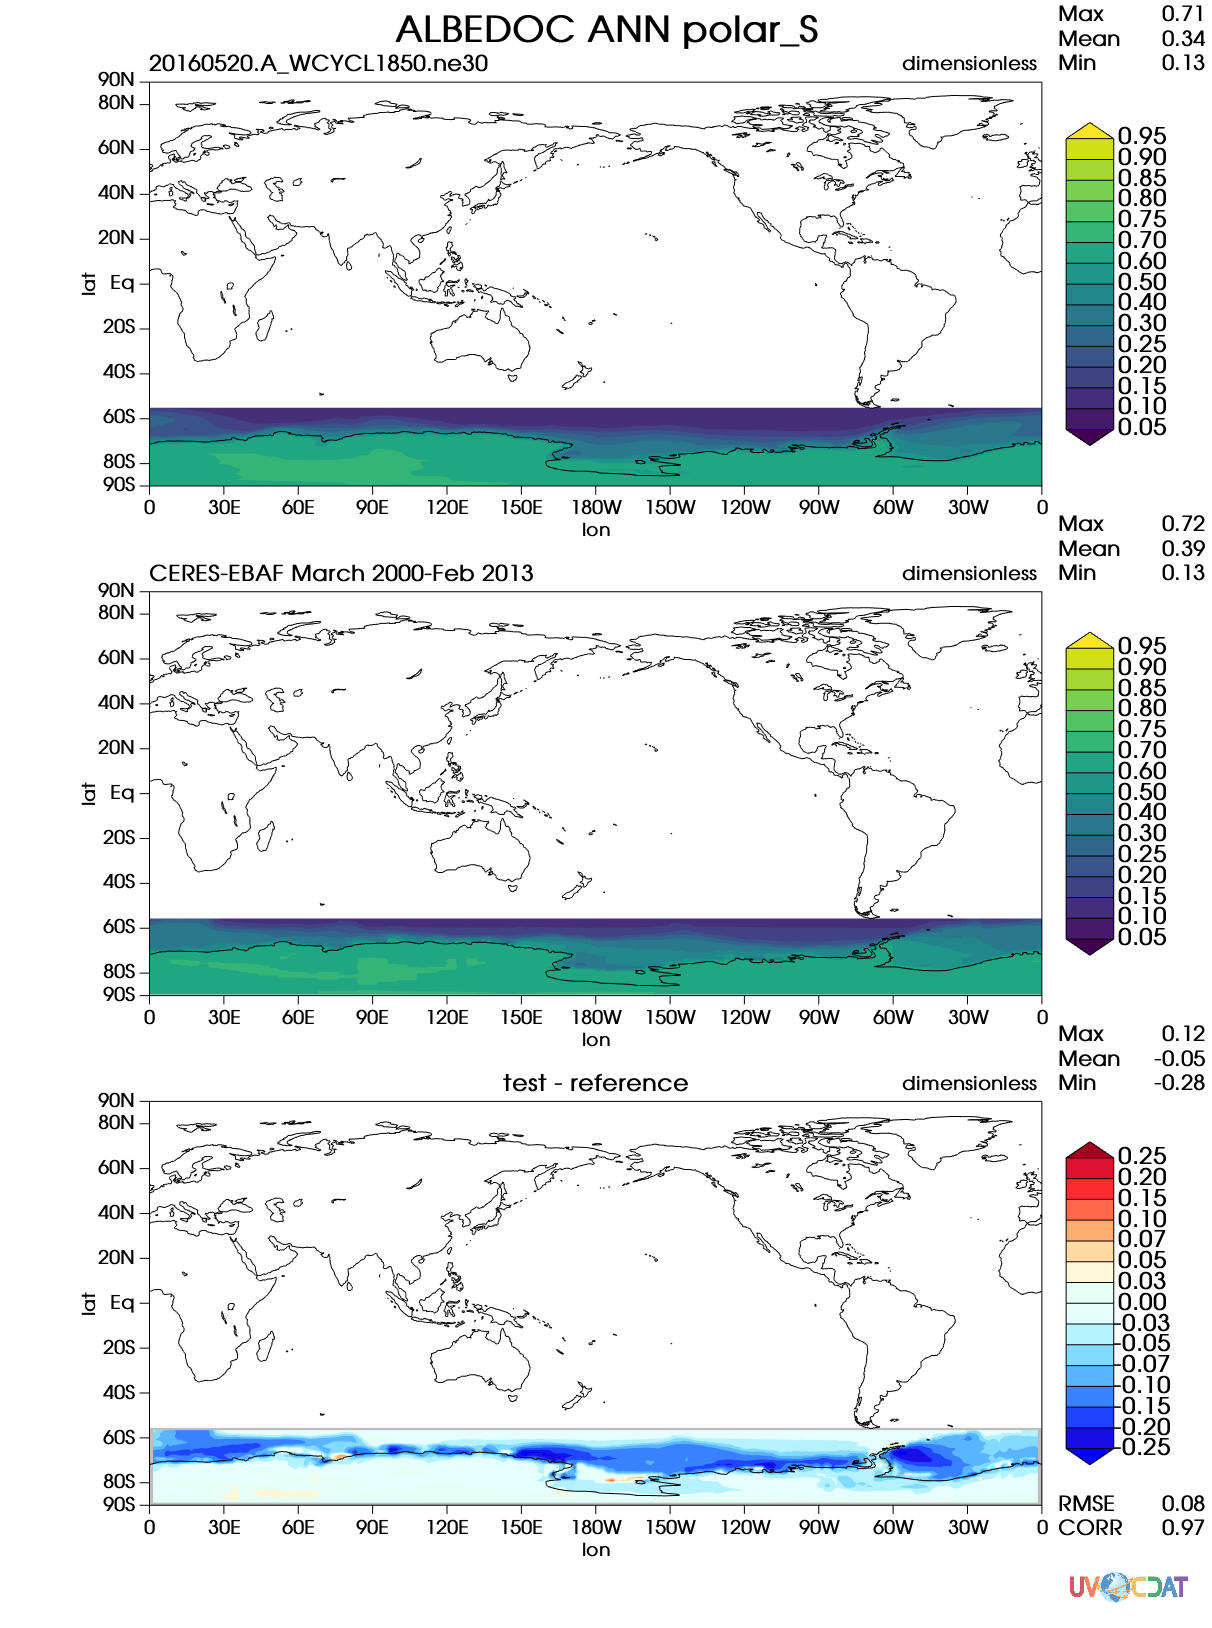 ALBEDOC ANN polar_S
Max 0.71
Mean 0.34
Min 0.13
20160520.A_WCYCL1850.ne30
dimensionless
90N
80N
60N
40N
20N
Eq
20S
40S
60S
80S
90S
lat
0 30E 60E 90E 120E 150E 180W 150W 120W 90W 60W 30W 0
lon
0.95
0.90
0.85
0.80
0.75
0.70
0.60
0.50
0.40
0.30
0.25
0.20
0.15
0.10
0.05
Max 0.72
Mean 0.39
Min 0.13
CERES-EBAF March 2000-Feb 2013
dimensionless
90N
80N
60N
40N
20N
Eq
20S
40S
60S
80S
90S
lat
0 30E 60E 90E 120E 150E 180W 150W 120W 90W 60W 30W 0
lon
0.95
0.90
0.85
0.80
0.75
0.70
0.60
0.50
0.40
0.30
0.25
0.20
0.15
0.10
0.05
Max 0.12
Mean -0.05
Min -0.28
test - reference
dimensionless
90N
80N
60N
40N
20N
Eq
20S
40S
60S
80S
90S
lat
0 30E 60E 90E 120E 150E 180W 150W 120W 90W 60W 30W 0
lon
0.25
0.20
0.15
0.10
0.07
0.05
0.03
0.00
-0.03
-0.05
-0.07
-0.10
-0.15
-0.20
-0.25
RMSE 0.08
CORR 0.97
UV CDAT